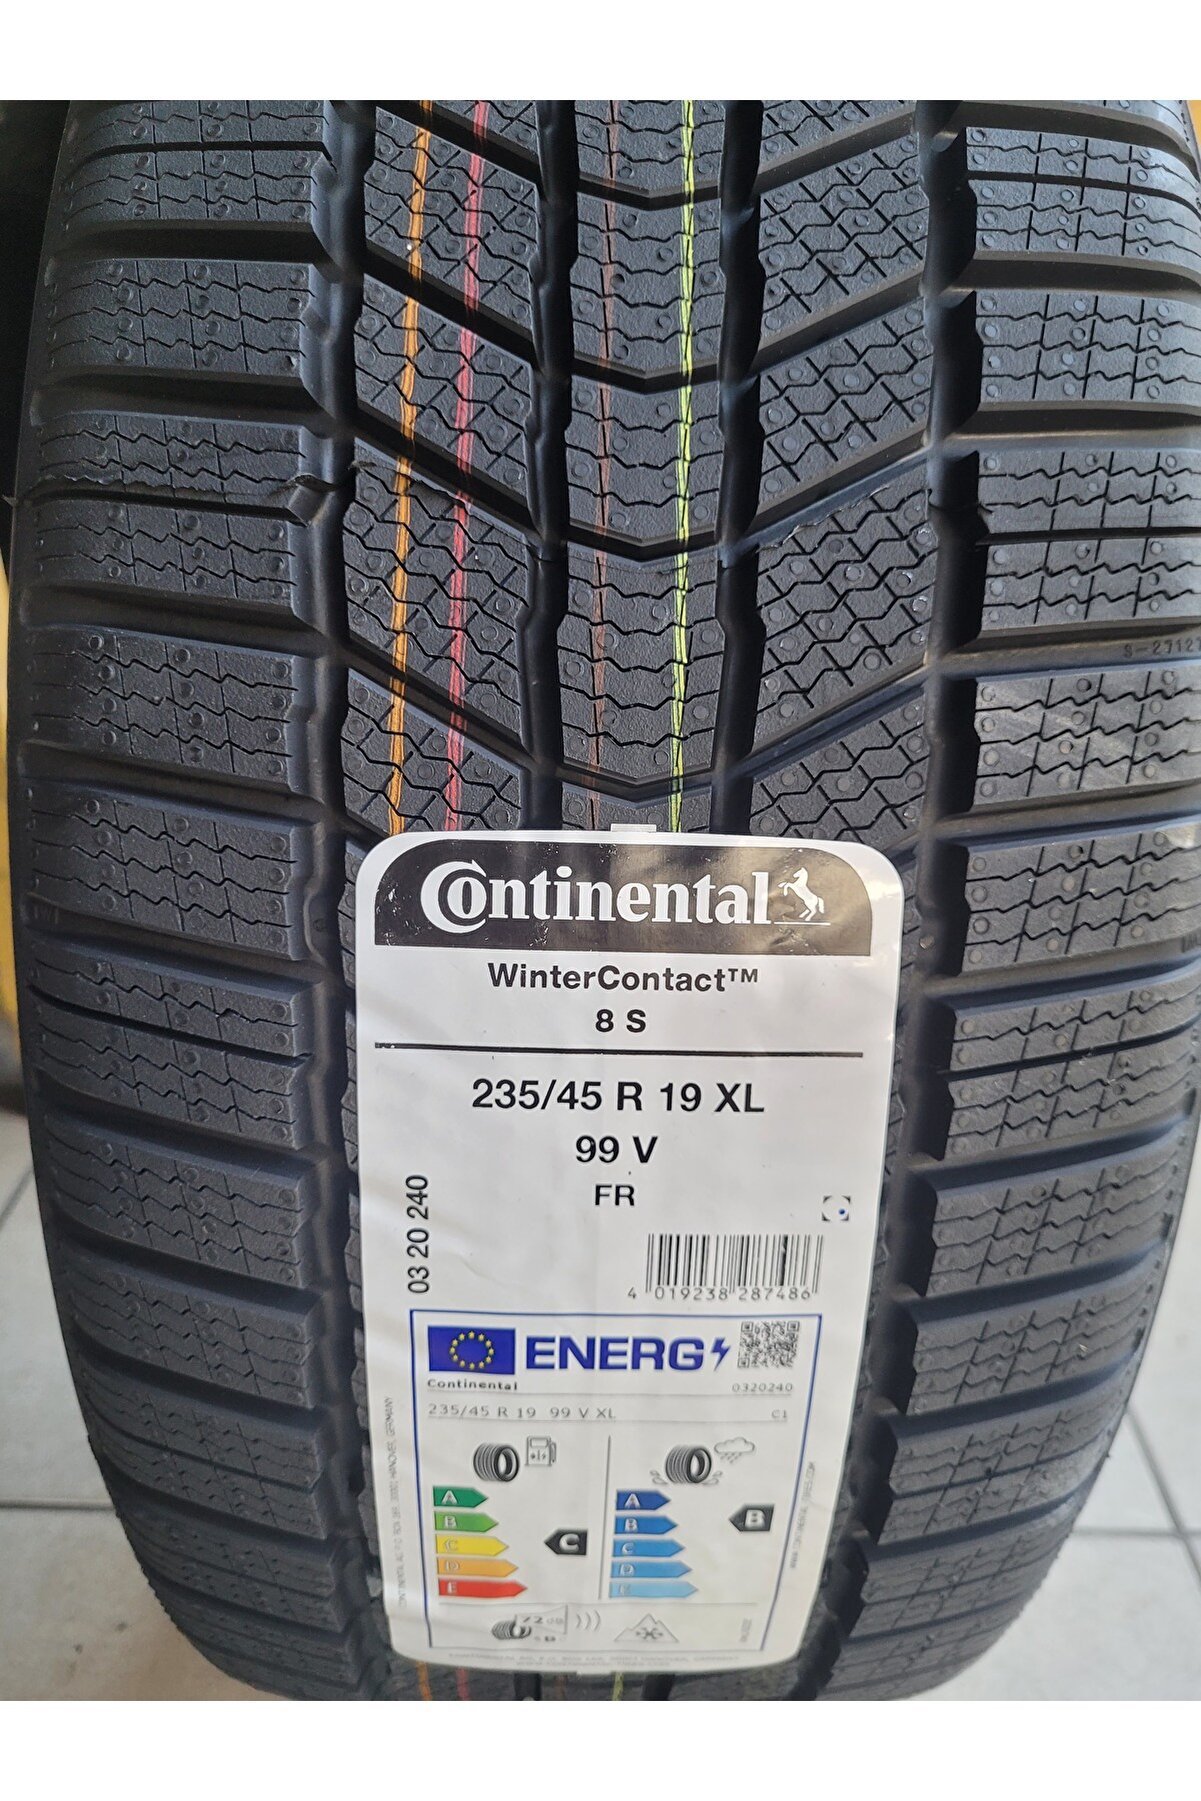 S-2712
Continental
WinterContact™
8 S
235/45 R 19 XL
99 V
FR
03 20 240
4 019238 287486
ENERG
Continental
0320240
235/45 R 19 99 V XL
C1
A
B
C
D
E
C
A
B
C
D
E
B
72 dB
B